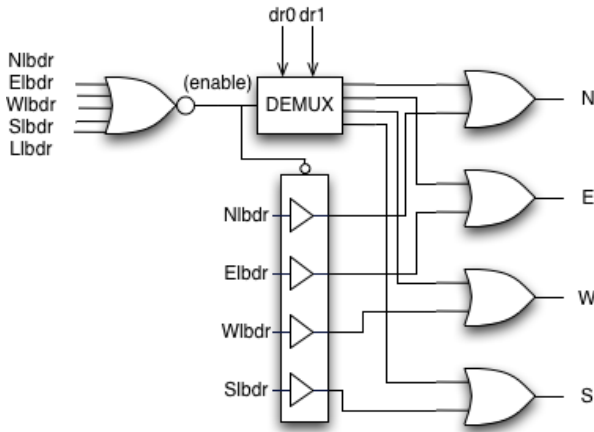 dr0 dr1
Nlbdr
Elbdr
Wlbdr
Slbdr
Llbdr
(enable)
DEMUX
N
E
W
S
Nlbdr
Elbdr
Wlbdr
Slbdr